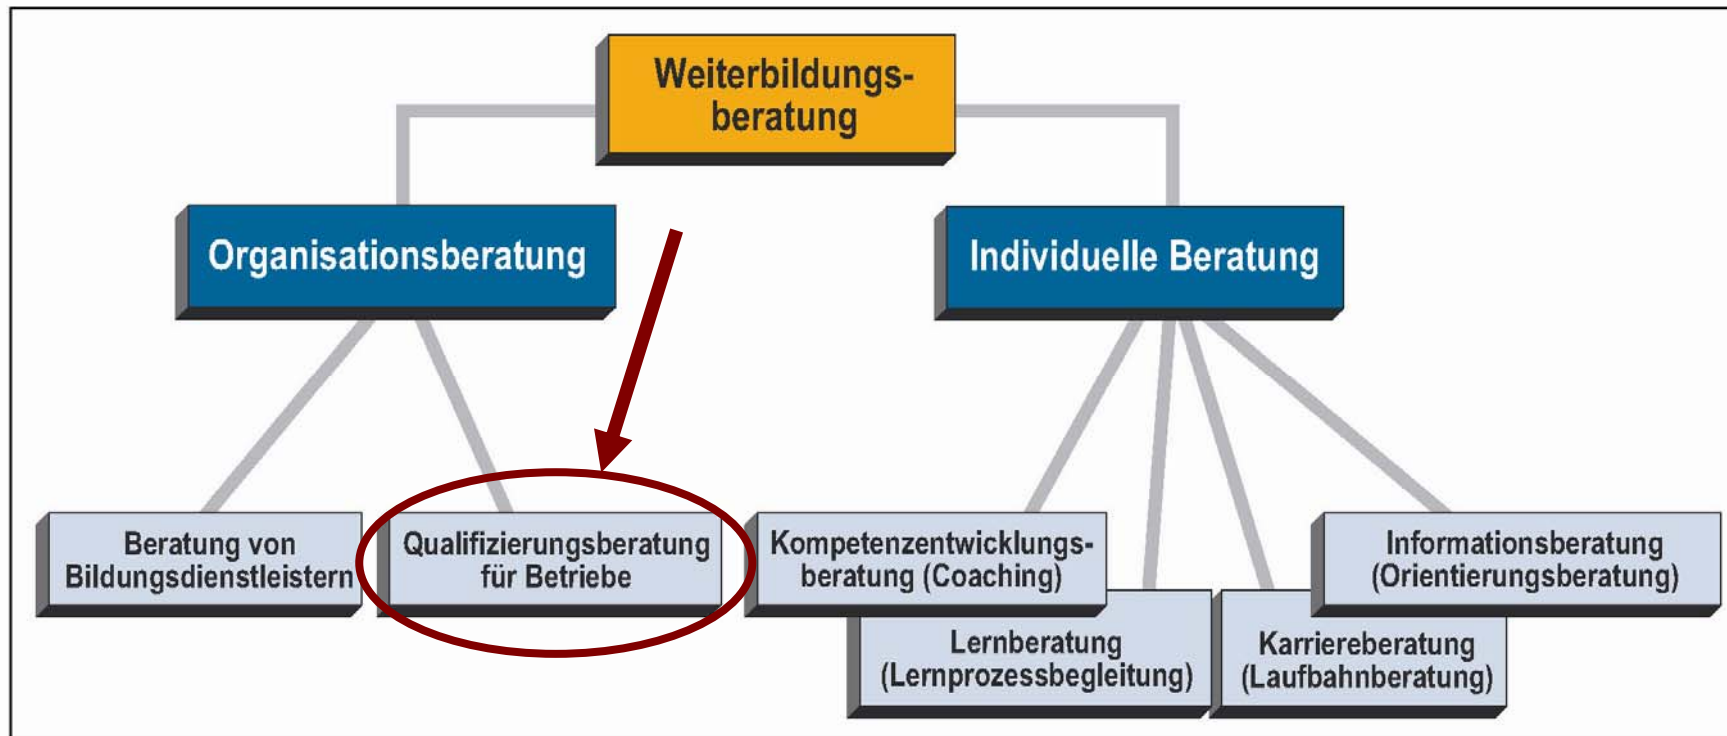 Weiterbildungs-
beratung
Organisationsberatung
Individuelle Beratung
Beratung von
Bildungsdienstleistern
Qualifizierungsberatung
für Betriebe
Kompetenzentwicklungs-
beratung (Coaching)
Lernberatung
(Lernprozessbegleitung)
Karriereberatung
(Laufbahnberatung)
Informationsberatung
(Orientierungsberatung)